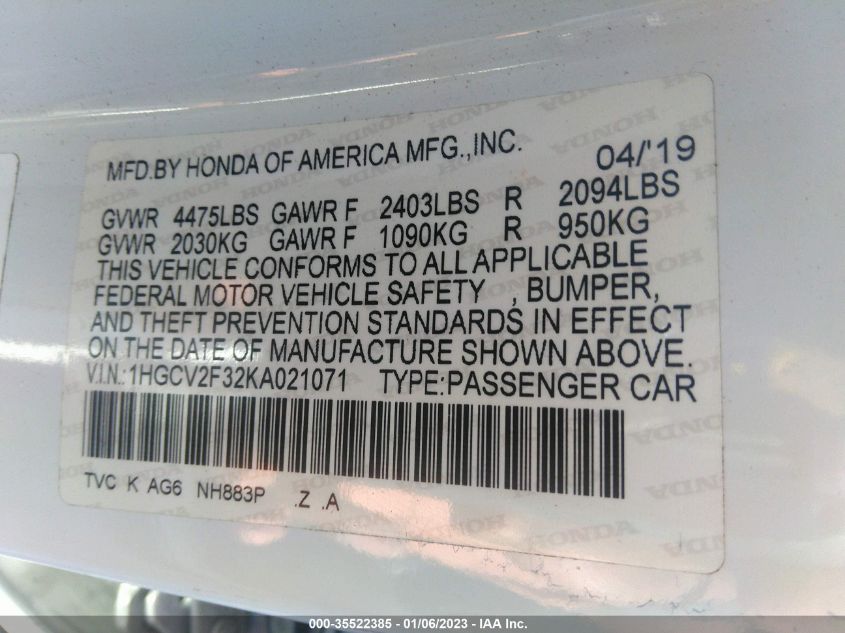 MFD.BY HONDA OF AMERICA MFG.,INC. 04/'19
GVWR 4475LBS GAWR F 2403LBS R 2094LBS
GVWR 2030KG GAWR F 1090KG R 950KG
THIS VEHICLE CONFORMS TO ALL APPLICABLE
FEDERAL MOTOR VEHICLE SAFETY , BUMPER,
AND THEFT PREVENTION STANDARDS IN EFFECT
ON THE DATE OF MANUFACTURE SHOWN ABOVE.
V.I.N.:1HGCV2F32KA021071 TYPE:PASSENGER CAR
TVC K AG6 NH883P .Z .A
000-35522385 - 01/06/2023 - IAA Inc.